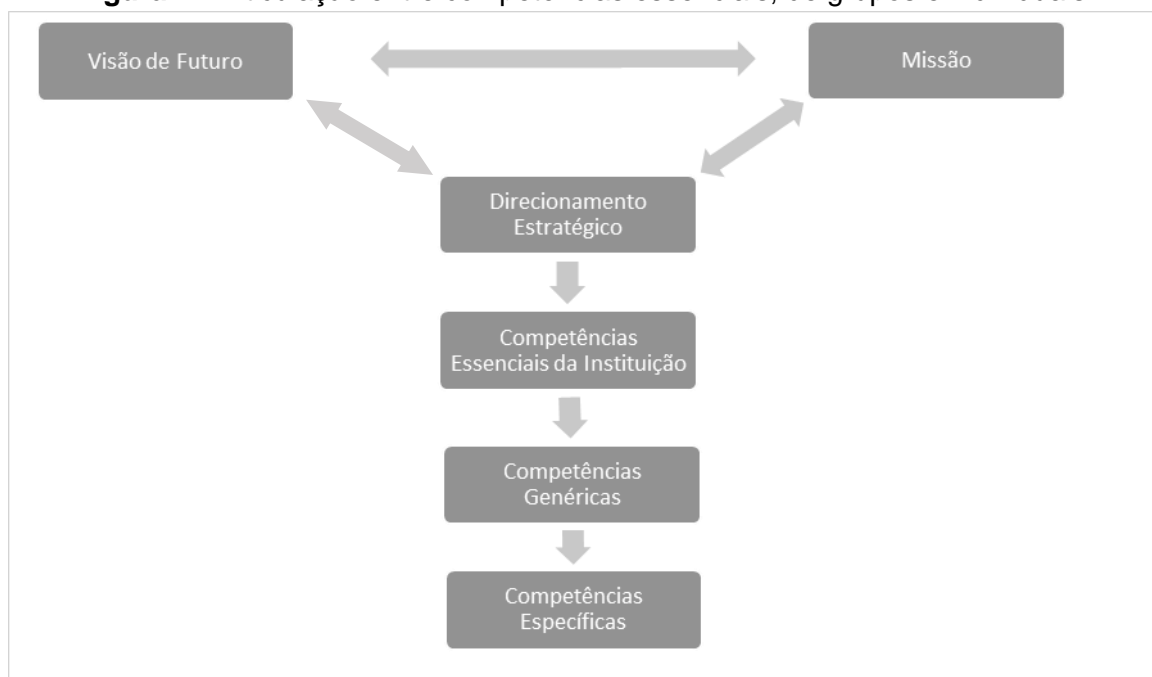 Visão de Futuro
Missão
Direcionamento
Estratégico
Competências
Essenciais da Instituição
Competências
Genéricas
Competências
Específicas